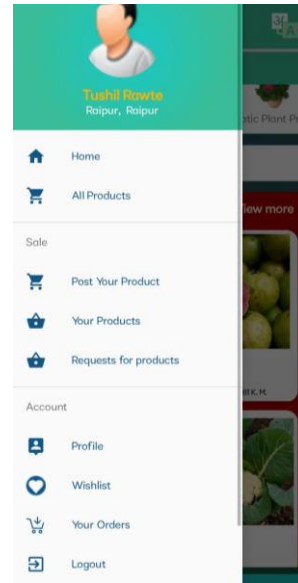 Tushil Rawte
Raipur, Raipur
Home
All Products
Sale
Post Your Product
Your Products
Requests for products
Account
Profile
Wishlist
Your Orders
Logout
अ
A
Plant
more
K.M.